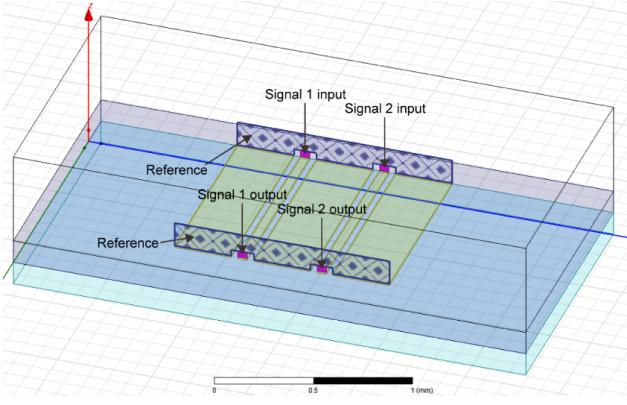 Z
Signal 1 input
Signal 2 input
Reference
Signal 1 output
Signal 2 output
Reference
0
0.5
1 (mm)